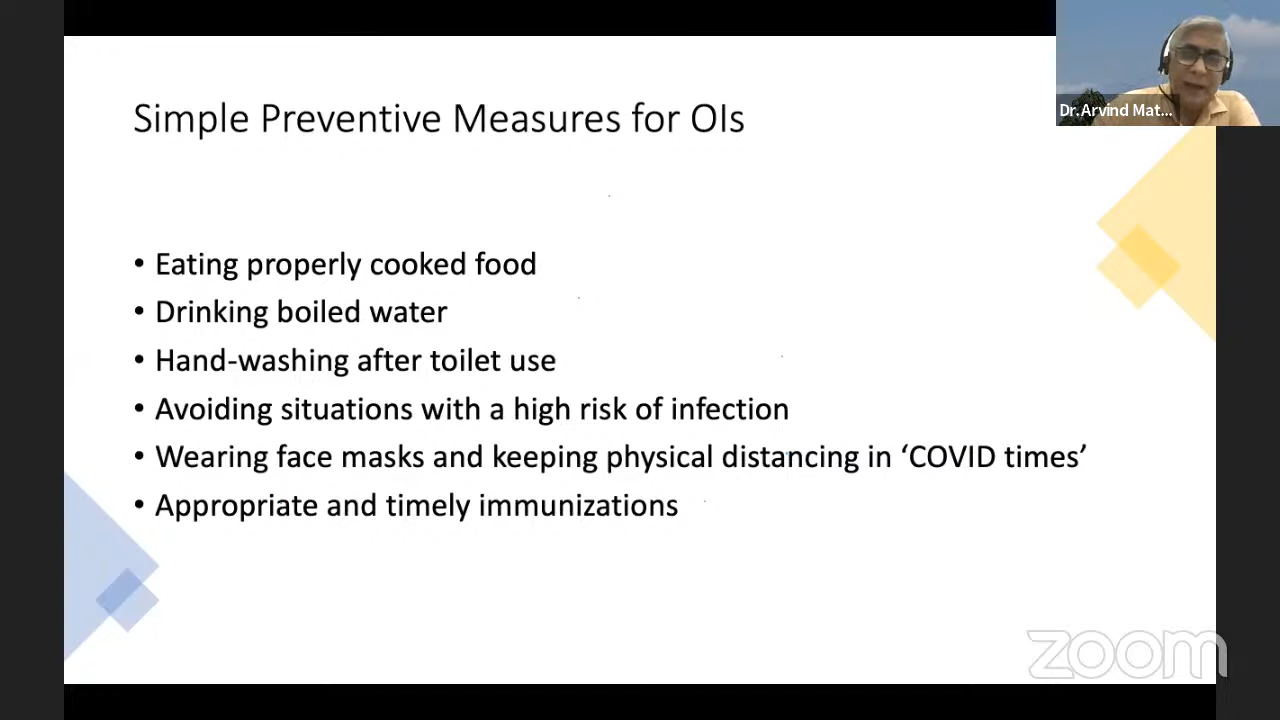 Dr.Arvind Mat...
Simple Preventive Measures for OIs
• Eating properly cooked food
• Drinking boiled water
• Hand-washing after toilet use
• Avoiding situations with a high risk of infection
• Wearing face masks and keeping physical distancing in ‘COVID times’
• Appropriate and timely immunizations
zoom